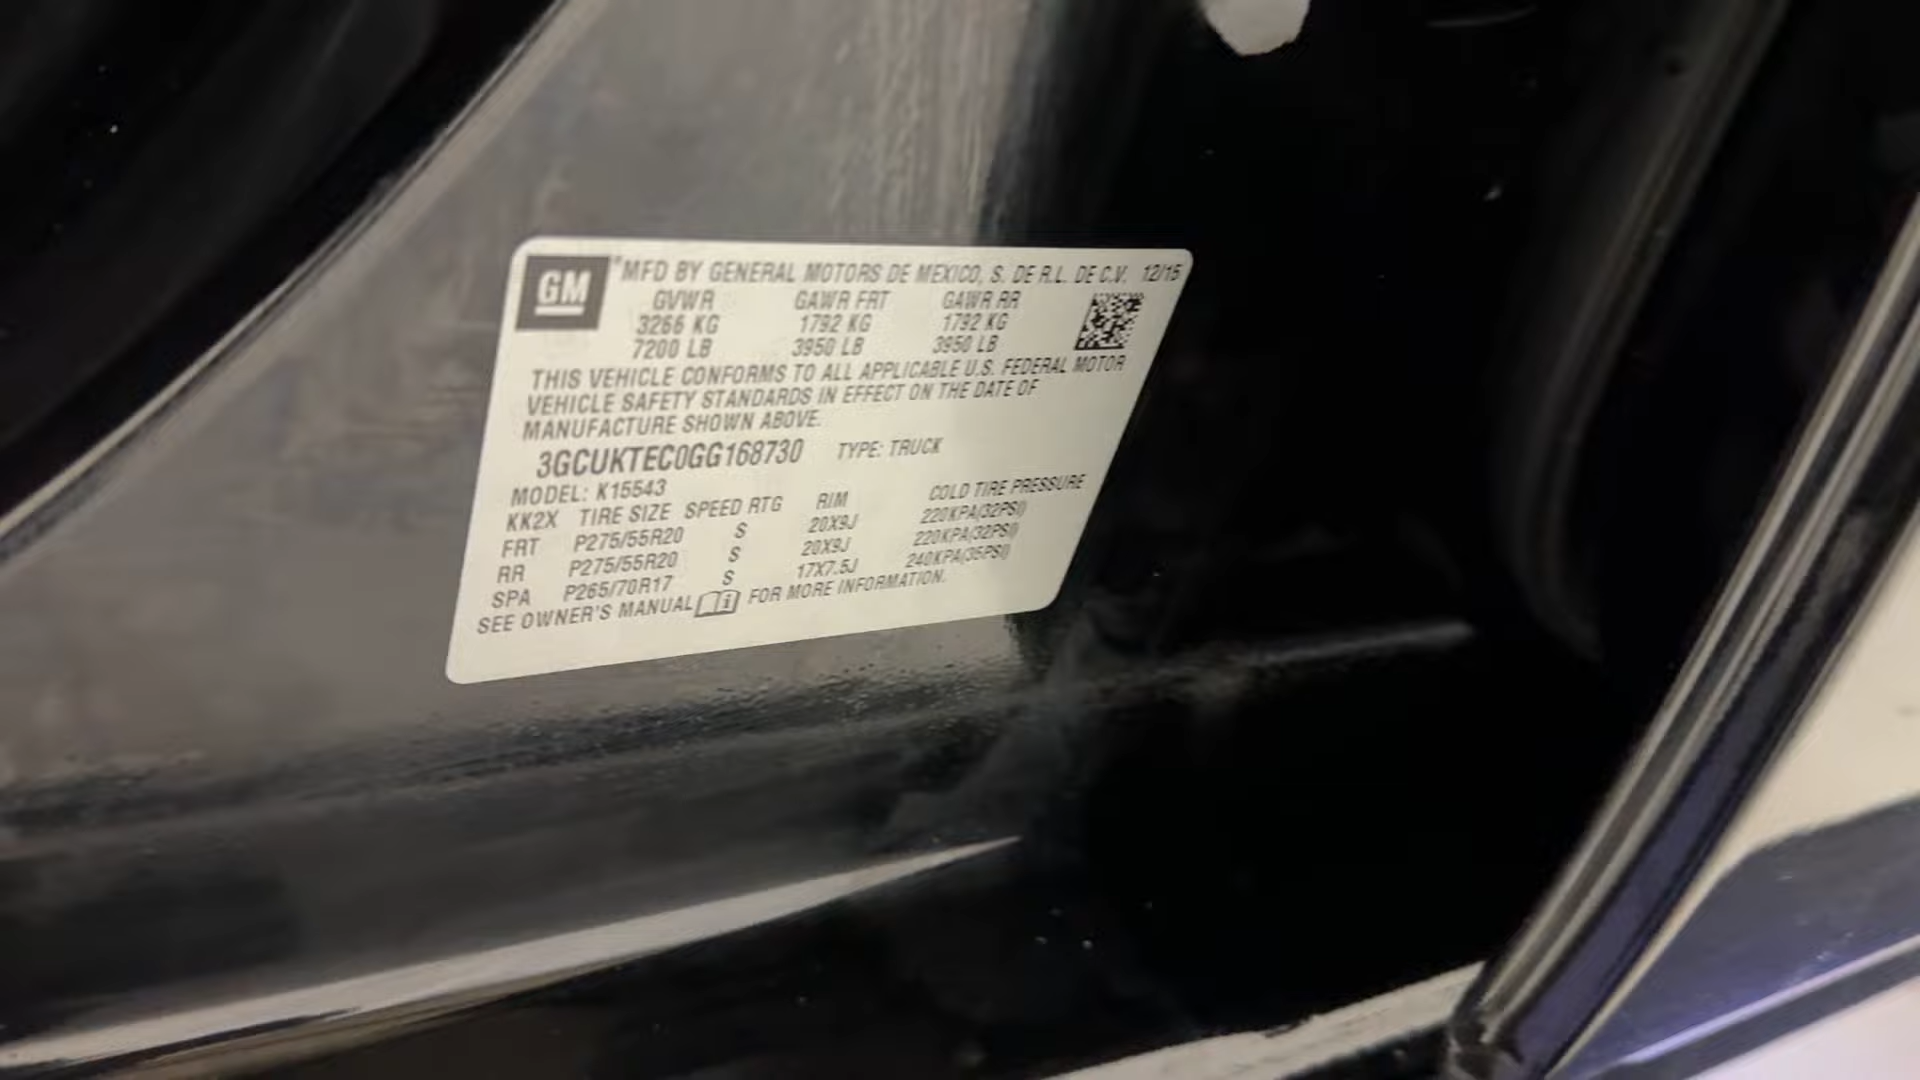 GM
*MFD BY GENERAL MOTORS DE MEXICO, S. DE R.L. DE C.V. 12/15
GVWR GAWR FRT GAWR RR
3266 KG 1792 KG 1792 KG
7200 LB 3950 LB 3950 LB
THIS VEHICLE CONFORMS TO ALL APPLICABLE U.S. FEDERAL MOTOR
VEHICLE SAFETY STANDARDS IN EFFECT ON THE DATE OF
MANUFACTURE SHOWN ABOVE.
3GCUKTEC0GG168730 TYPE: TRUCK
MODEL: K15543
KK2X TIRE SIZE SPEED RTG RIM COLD TIRE PRESSURE
FRT P275/55R20 S 20X9J 220KPA(32PSI)
RR P275/55R20 S 20X9J 220KPA(32PSI)
SPA P265/70R17 S 17X7.5J 240KPA(35PSI)
SEE OWNER'S MANUAL FOR MORE INFORMATION.